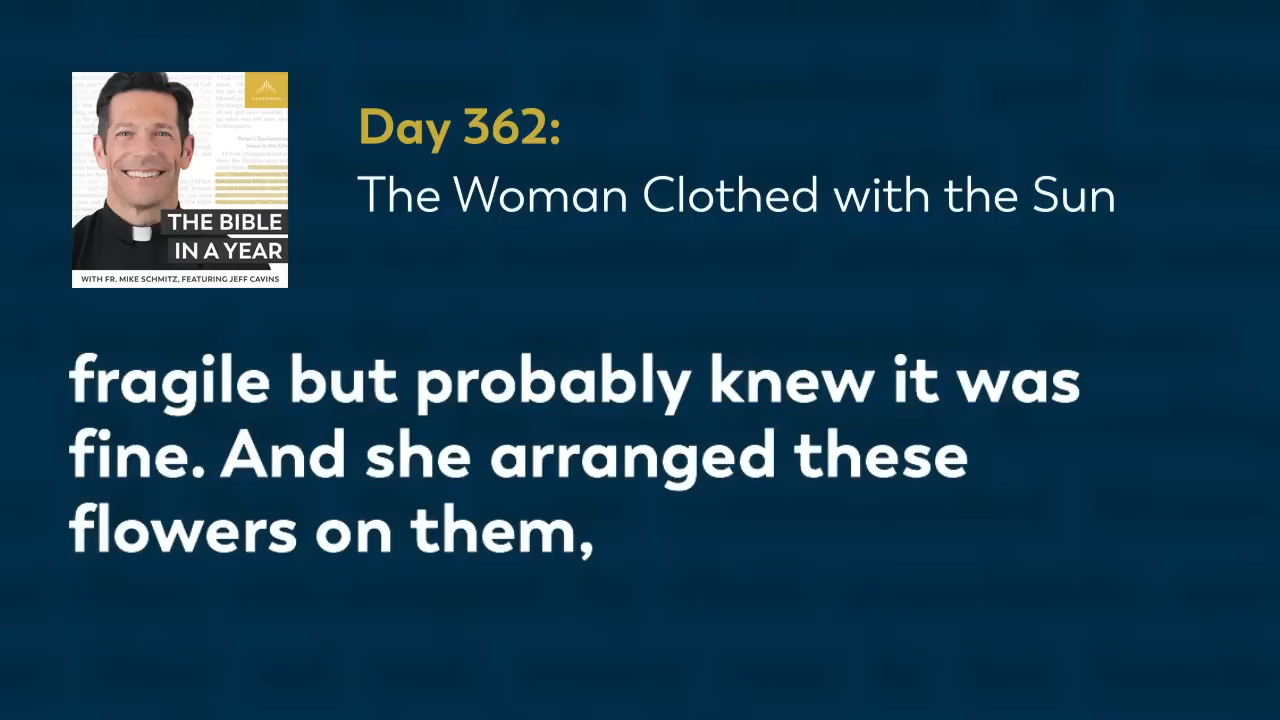 Day 362:
The Woman Clothed with the Sun
THE BIBLE
IN A YEAR
WITH FR. MIKE SCHMITZ, FEATURING JEFF CAVINS
fragile but probably knew it was
fine. And she arranged these
flowers on them,